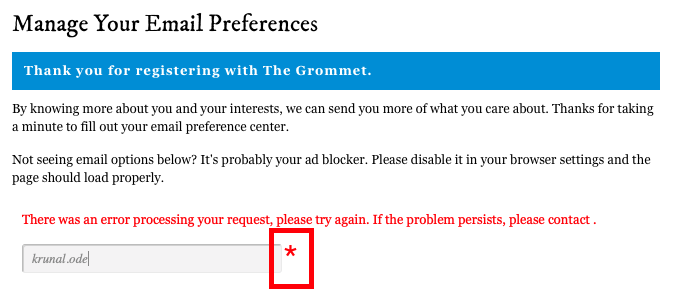 Manage Your Email Preferences
Thank you for registering with The Grommet.
By knowing more about you and your interests, we can send you more of what you care about. Thanks for taking
a minute to fill out your email preference center.
Not seeing email options below? It's probably your ad blocker. Please disable it in your browser settings and the
page should load properly.
There was an error processing your request, please try again. If the problem persists, please contact .
krunal.ode *